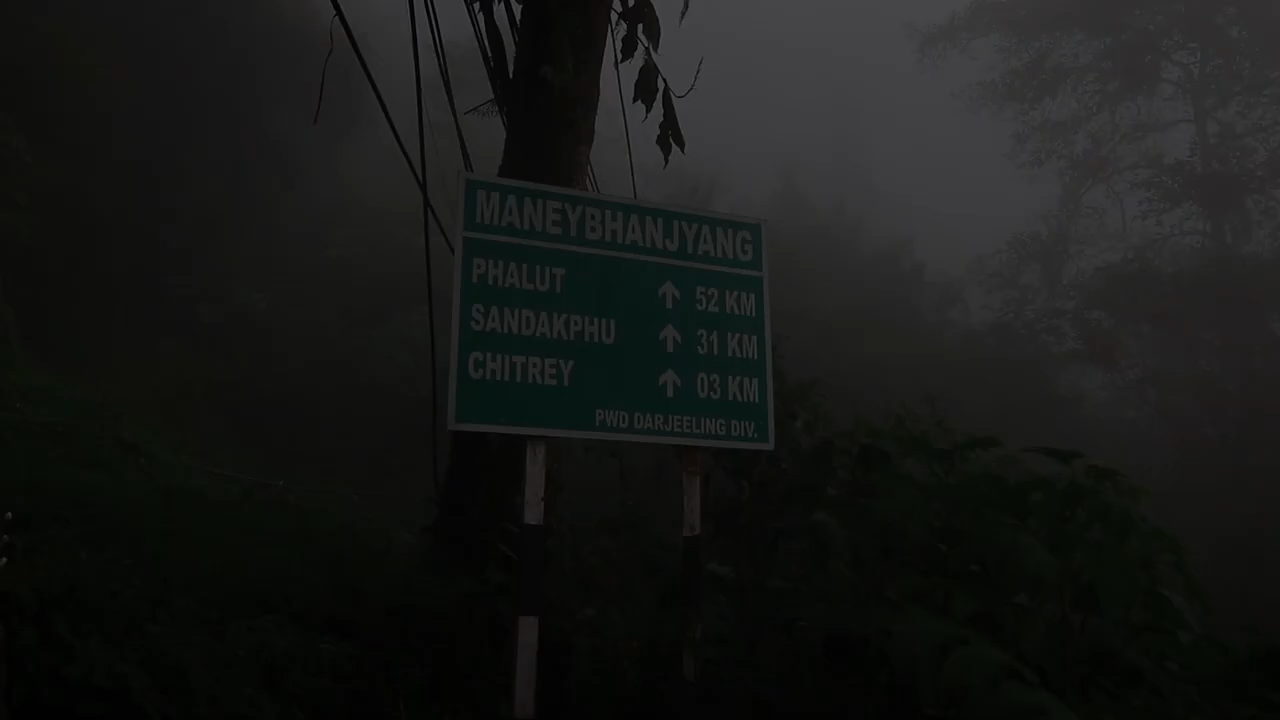 MANEYBHANJYANG
PHALUT ↑ 52 KM
SANDAKPHU ↑ 31 KM
CHITREY ↑ 03 KM
PWD DARJEELING DIV.